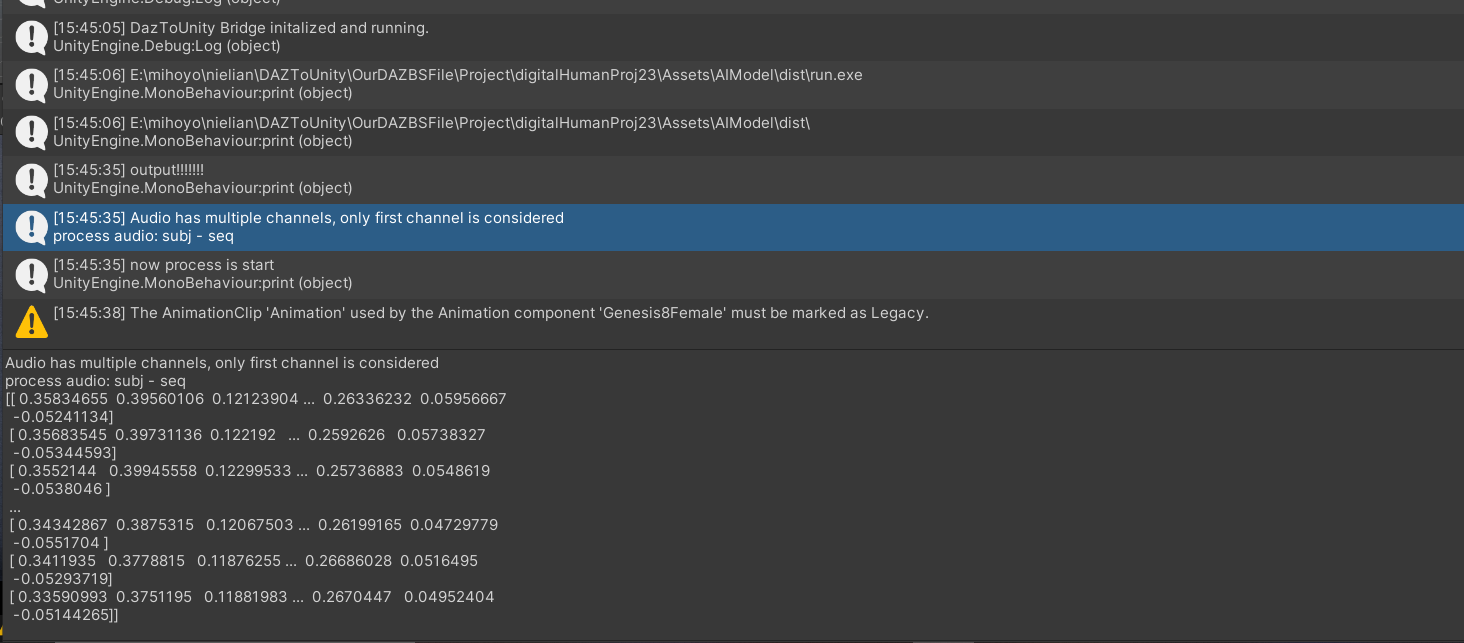 UnityEngine.Debug:Log (object)
[15:45:05] DazToUnity Bridge initalized and running.
UnityEngine.Debug:Log (object)
[15:45:06] E:\mihoyo\nielian\DAZToUnity\OurDAZBSFile\Project\digitalHumanProj23\Assets\AIModel\dist\run.exe
UnityEngine.MonoBehaviour:print (object)
[15:45:06] E:\mihoyo\nielian\DAZToUnity\OurDAZBSFile\Project\digitalHumanProj23\Assets\AIModel\dist\
UnityEngine.MonoBehaviour:print (object)
[15:45:35] output!!!!!!!
UnityEngine.MonoBehaviour:print (object)
[15:45:35] Audio has multiple channels, only first channel is considered
process audio: subj - seq
[15:45:35] now process is start
UnityEngine.MonoBehaviour:print (object)
[15:45:38] The AnimationClip 'Animation' used by the Animation component 'Genesis8Female' must be marked as Legacy.
Audio has multiple channels, only first channel is considered
process audio: subj - seq
[[ 0.35834655 0.39560106 0.12123904 ... 0.26336232 0.05956667
-0.05241134]
[ 0.35683545 0.39731136 0.122192 ... 0.2592626 0.05738327
-0.05344593]
[ 0.3552144 0.39945558 0.12299533 ... 0.25736883 0.0548619
-0.0538046 ]
...
[ 0.34342867 0.3875315 0.12067503 ... 0.26199165 0.04729779
-0.0551704 ]
[ 0.3411935 0.3778815 0.11876255 ... 0.26686028 0.0516495
-0.05293719]
[ 0.33590993 0.3751195 0.11881983 ... 0.2670447 0.04952404
-0.05144265]]